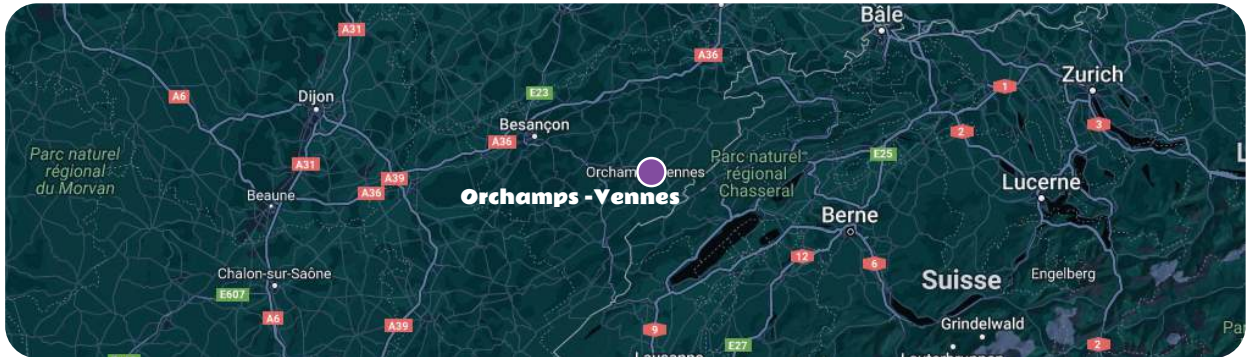 Bâle
A31
A36
Zurich
A6
E23
1
Dijon
3
Besançon
2
A36
Parc naturel
régional
du Morvan
A31
E25
Parc naturel
régional
Chasseral
Orcham ennes
A39
A36
Lucerne
Beaune
Orchamps -Vennes
Berne
12
6
Chalon-sur-Saône
Suisse
Engelberg
E607
A6
A39
9
Grindelwald
E27
2